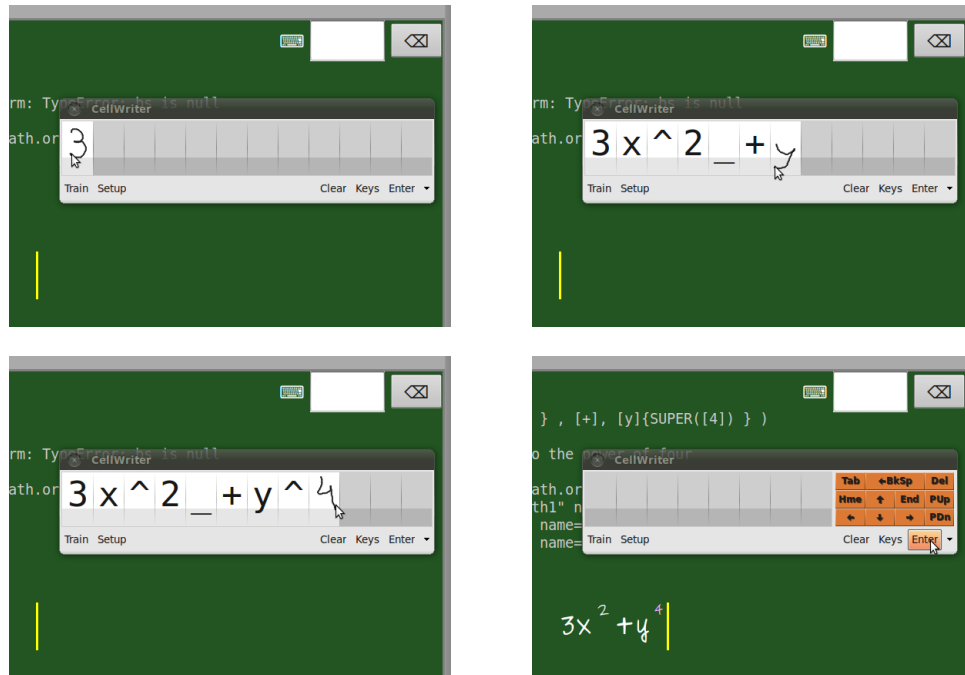 rm: TypeError: bs is null
CellWriter
ath.or
3
Train Setup Clear Keys Enter
rm: TypeError: bs is null
CellWriter
ath.or
3 x ^ 2 _ + y
Train Setup Clear Keys Enter
rm: TypeError: bs is null
CellWriter
ath.or
3 x ^ 2 _ + y ^ 4
Train Setup Clear Keys Enter
} , [+], [y]{SUPER([4]) } )
o the power of four
CellWriter
ath.or
th1" n
name=
name=
Tab ←BkSp Del
Hme ↑ End PUp
← ↓ → PDn
Train Setup Clear Keys Enter
3x² +y⁴